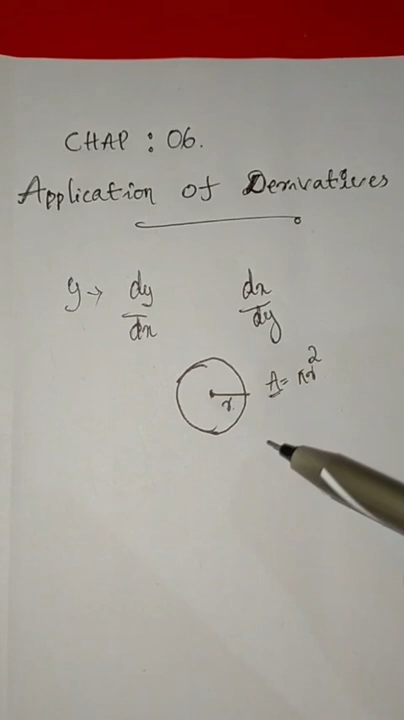 CHAP : 06.
Application of Derivatives
y → dy/dx dx/dy
r. A = πr²